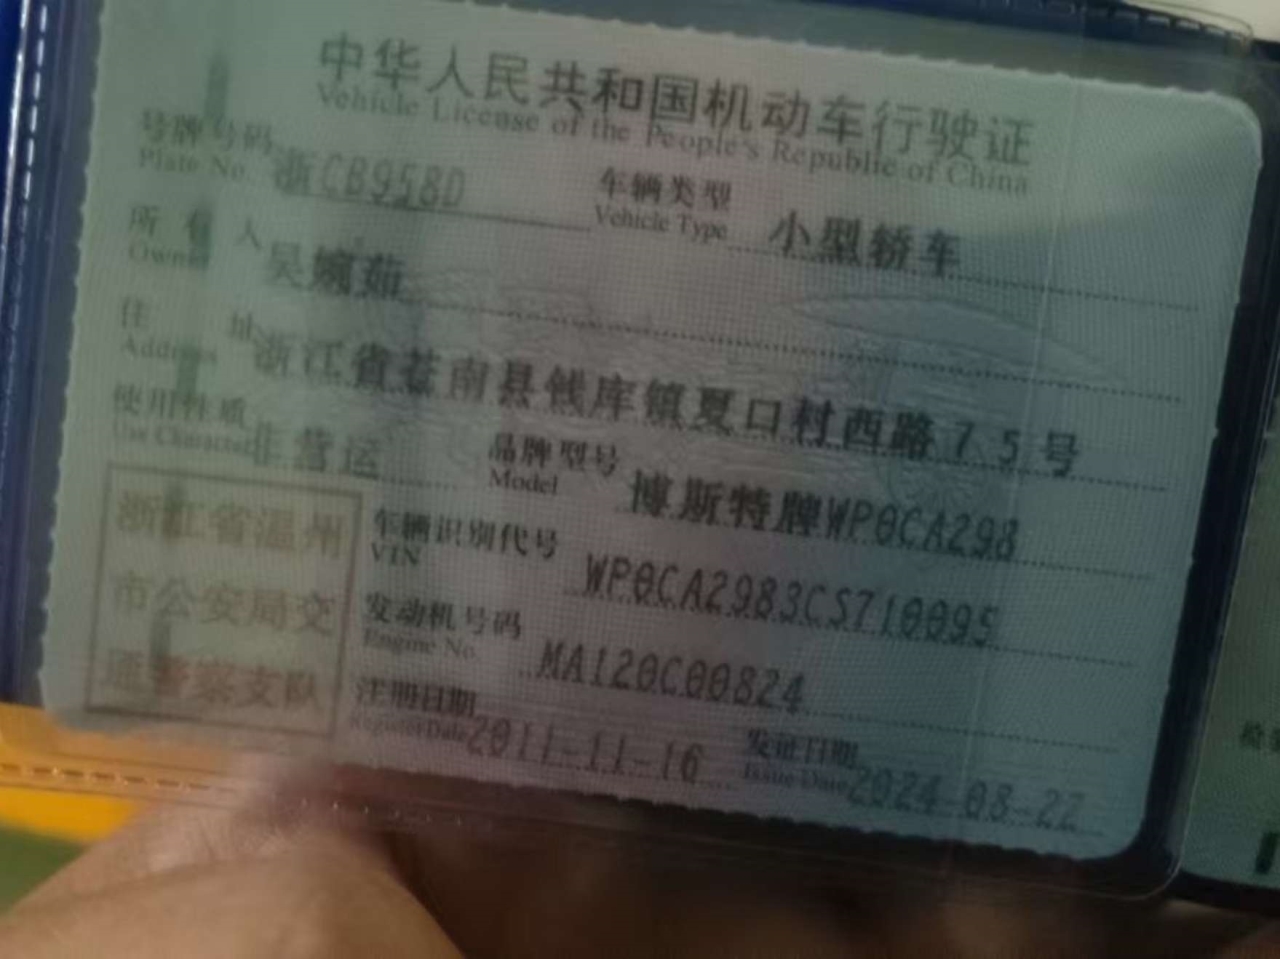 中华人民共和国机动车行驶证
Vehicle License of the People's Republic of China
号牌号码 浙CB958D 车辆类型 小型轿车
Plate No. Vehicle Type
所有人 吴婉茹
Owner
住址 浙江省苍南县钱库镇夏口村西路75号
Address
使用性质 非营运 品牌型号 博斯特牌WP0CA298
Use Character Model
浙江省温州
市公安局交
通警察支队
车辆识别代号 WP0CA2983CS710095
VIN
发动机号码 MA120C00824
Engine No.
注册日期 2011-11-16 发证日期 2024-08-22
Register Date Issue Date